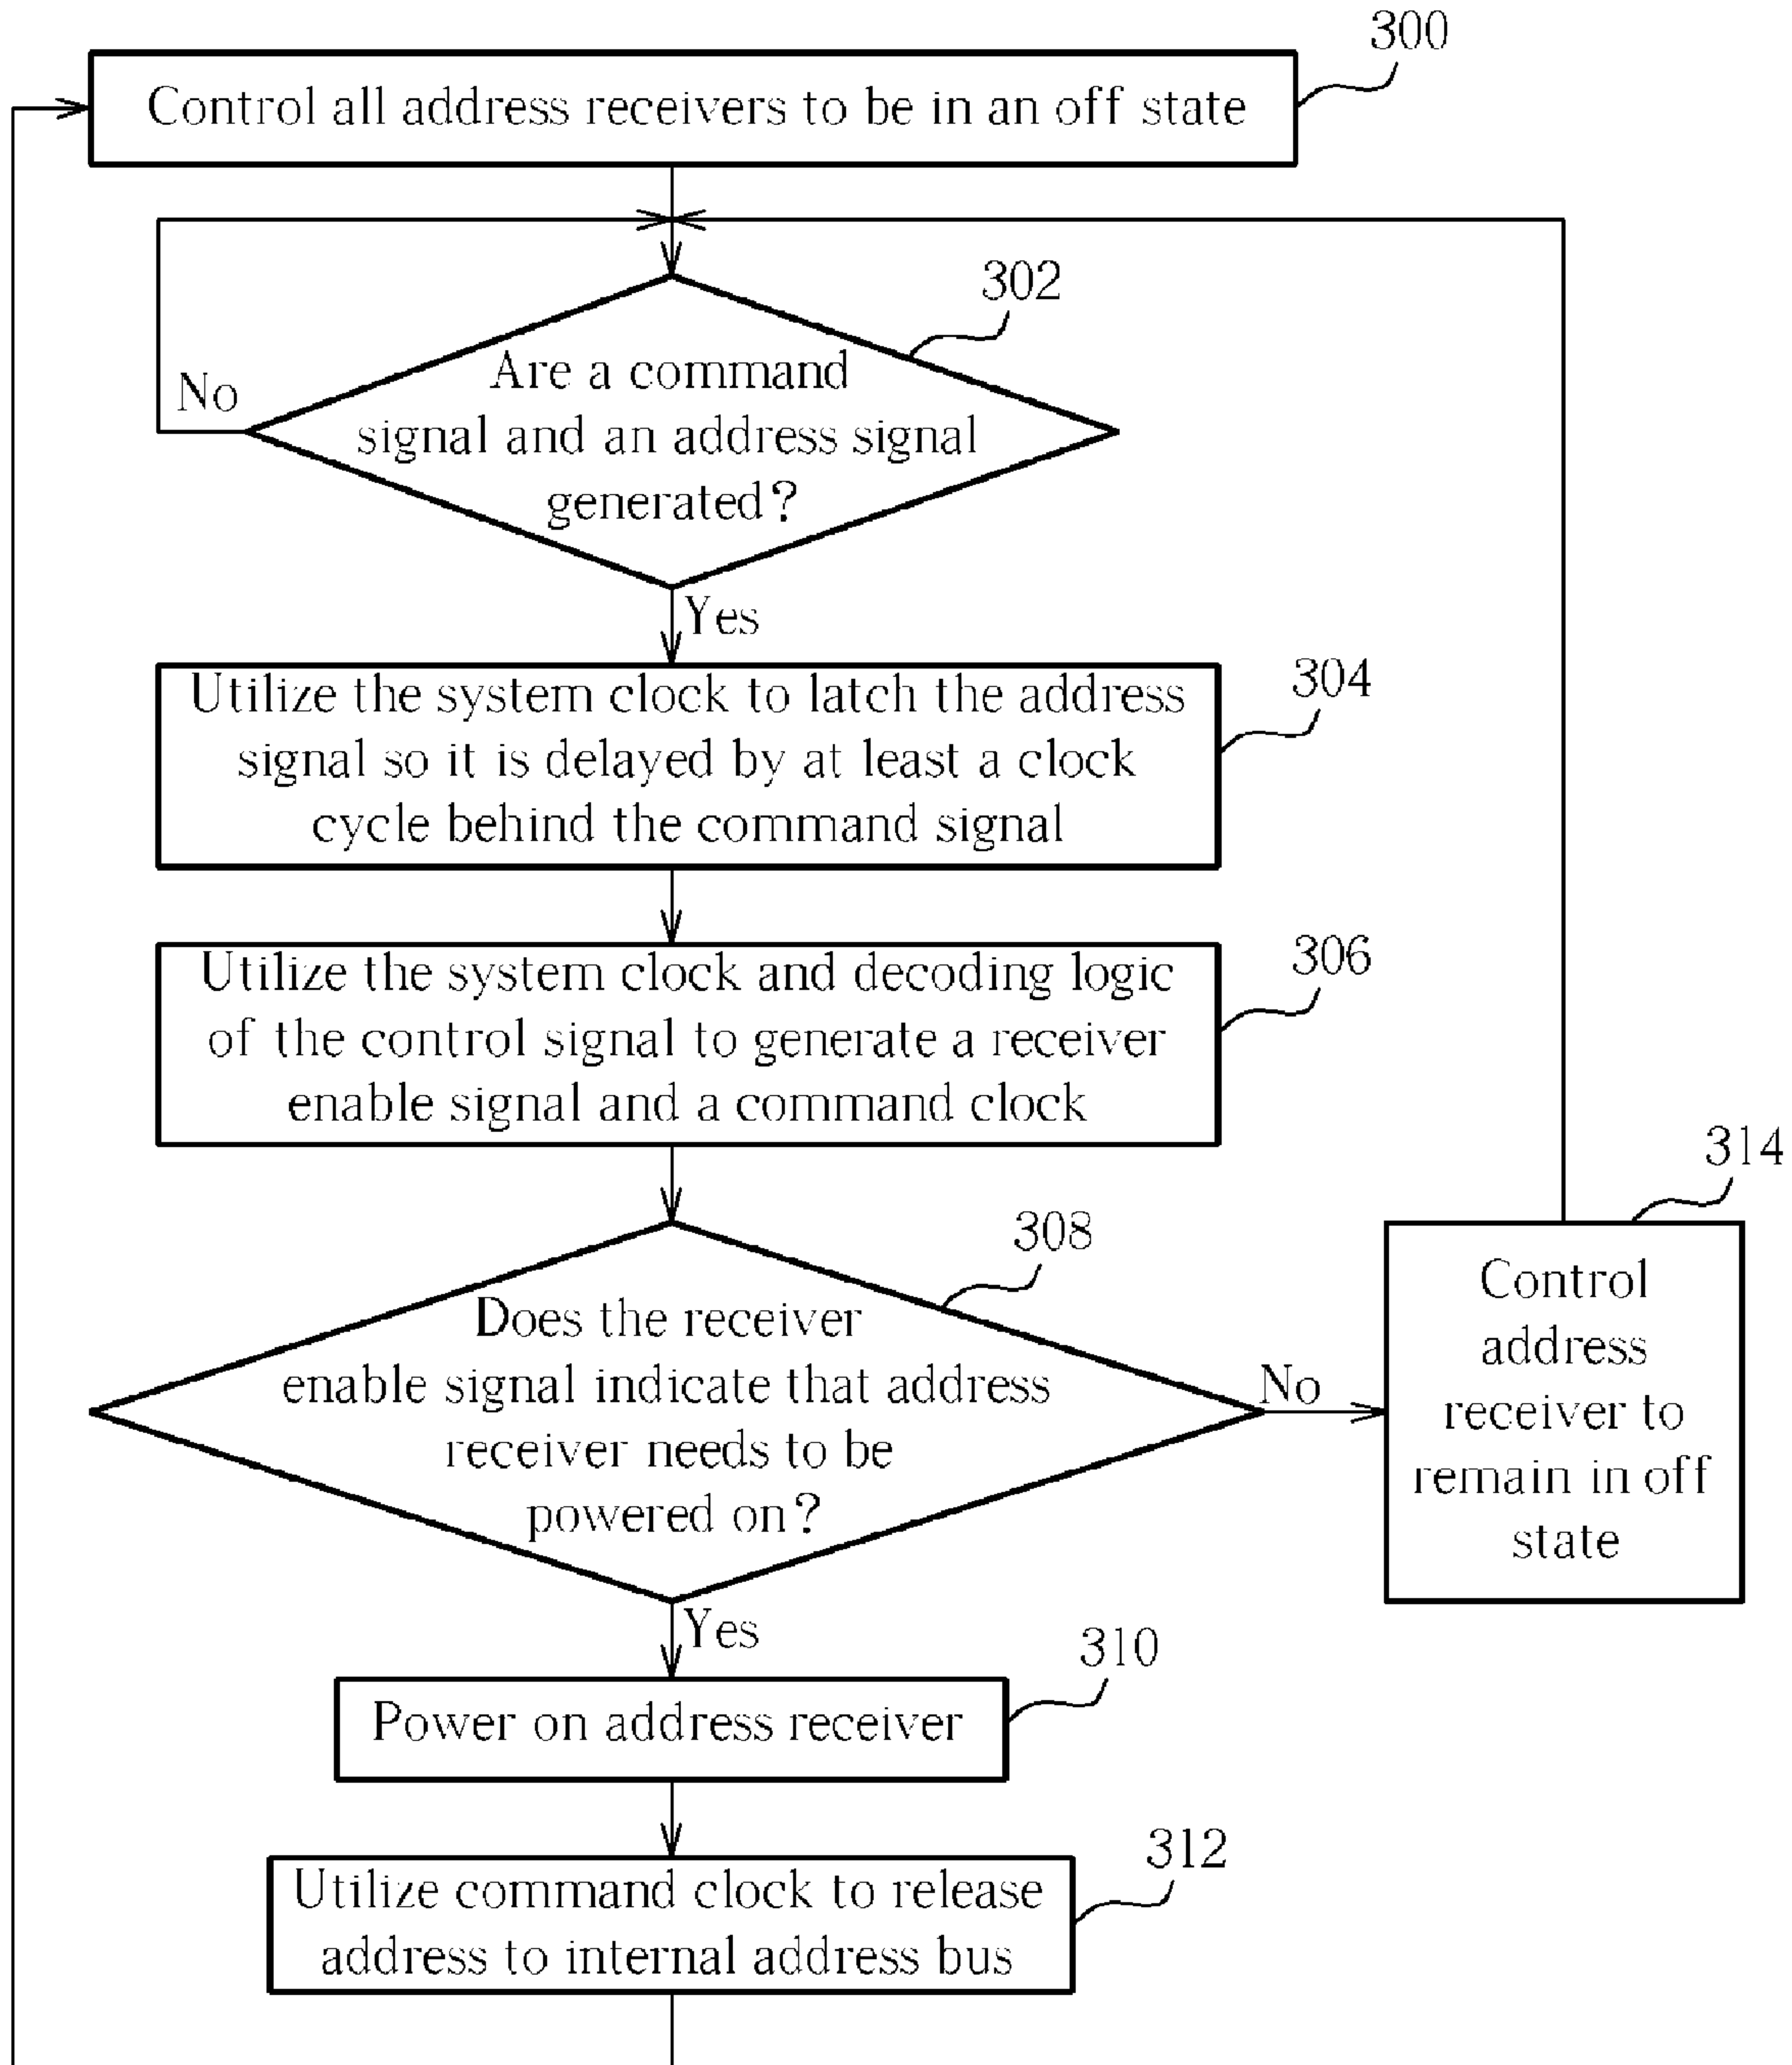 300
Control all address receivers to be in an off state
302
Are a command
signal and an address signal
generated?
No
Yes
304
Utilize the system clock to latch the address
signal so it is delayed by at least a clock
cycle behind the command signal
306
Utilize the system clock and decoding logic
of the control signal to generate a receiver
enable signal and a command clock
308
Does the receiver
enable signal indicate that address
receiver needs to be
powered on?
No
314
Control
address
receiver to
remain in off
state
Yes
310
Power on address receiver
312
Utilize command clock to release
address to internal address bus